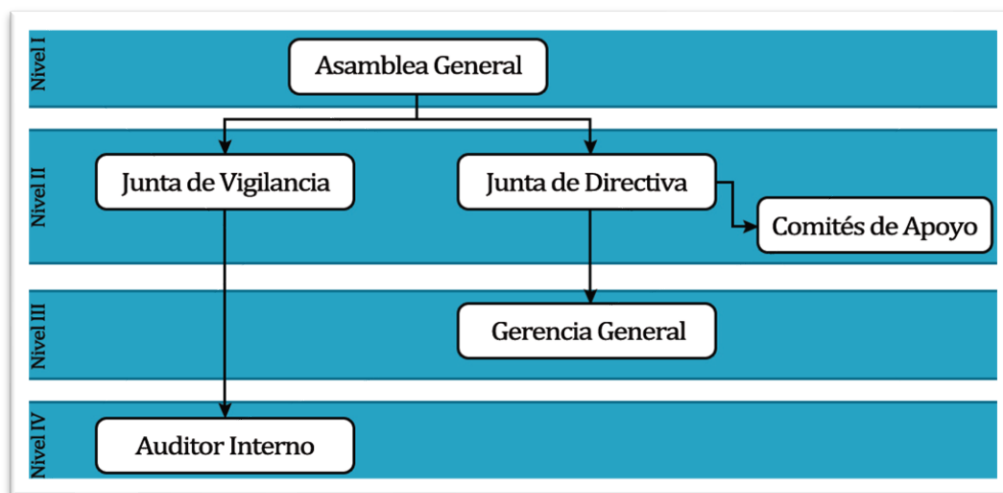 Nivel I
Asamblea General
Nivel II
Junta de Vigilancia
Junta de Directiva
Comités de Apoyo
Nivel III
Gerencia General
Nivel IV
Auditor Interno